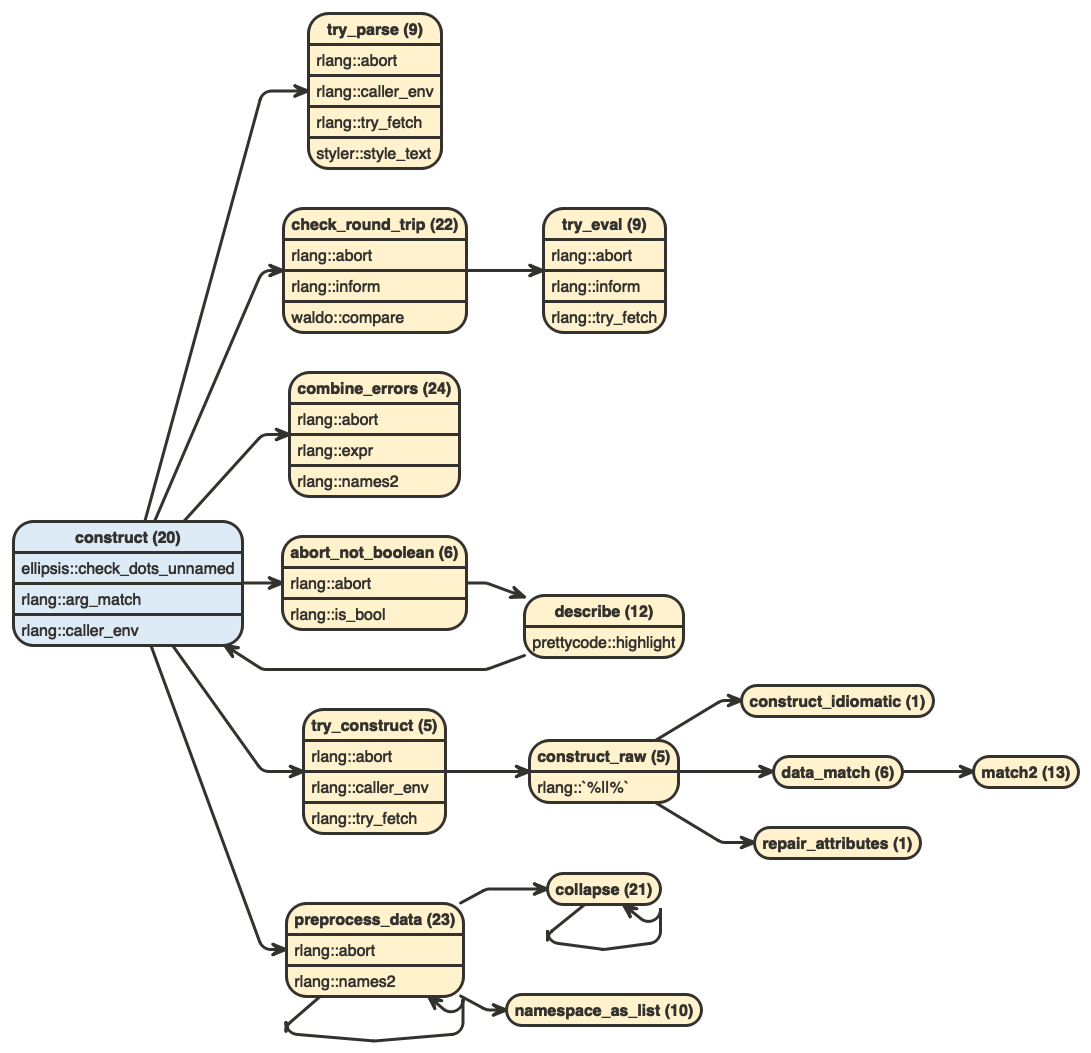 try_parse (9)
rlang::abort
rlang::caller_env
rlang::try_fetch
styler::style_text
check_round_trip (22)
rlang::abort
rlang::inform
waldo::compare
try_eval (9)
rlang::abort
rlang::inform
rlang::try_fetch
combine_errors (24)
rlang::abort
rlang::expr
rlang::names2
construct (20)
ellipsis::check_dots_unnamed
rlang::arg_match
rlang::caller_env
abort_not_boolean (6)
rlang::abort
rlang::is_bool
describe (12)
prettycode::highlight
try_construct (5)
rlang::abort
rlang::caller_env
rlang::try_fetch
construct_raw (5)
rlang::`%||%`
construct_idiomatic (1)
data_match (6)
match2 (13)
repair_attributes (1)
preprocess_data (23)
rlang::abort
rlang::names2
collapse (21)
namespace_as_list (10)